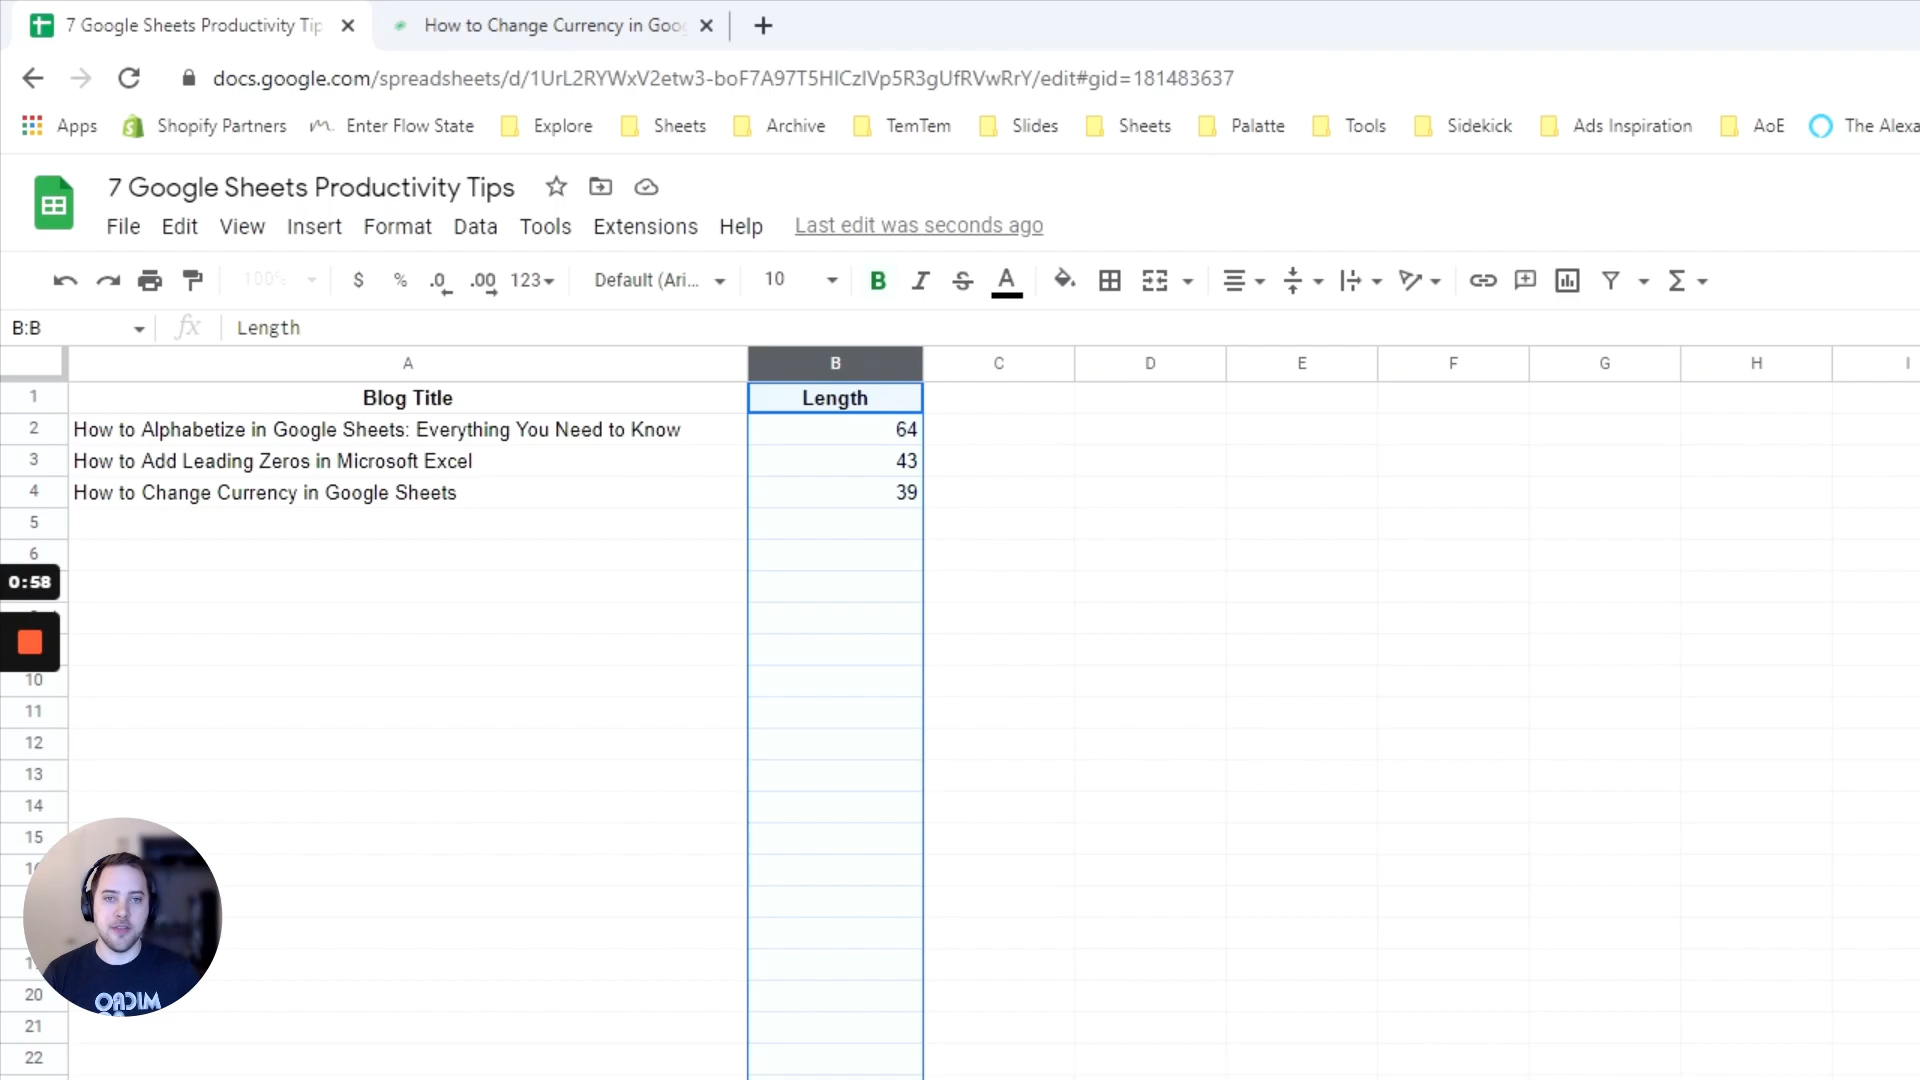 7 Google Sheets Productivity Tip
How to Change Currency in Goo
docs.google.com/spreadsheets/d/1UrL2RYWxV2etw3-boF7A97T5HICzIVp5R3gUfRVwRrY/edit#gid=181483637
Apps Shopify Partners Enter Flow State Explore Sheets Archive TemTem Slides Sheets Palatte Tools Sidekick Ads Inspiration AoE The Alexa
7 Google Sheets Productivity Tips
File Edit View Insert Format Data Tools Extensions Help Last edit was seconds ago
100% $ % .0 .00 123 Default (Ari... 10 B I S A
B:B fx Length
A B C D E F G H I
1 Blog Title Length
2 How to Alphabetize in Google Sheets: Everything You Need to Know 64
3 How to Add Leading Zeros in Microsoft Excel 43
4 How to Change Currency in Google Sheets 39
5
6
0:58
10
11
12
13
14
15
20
21
22